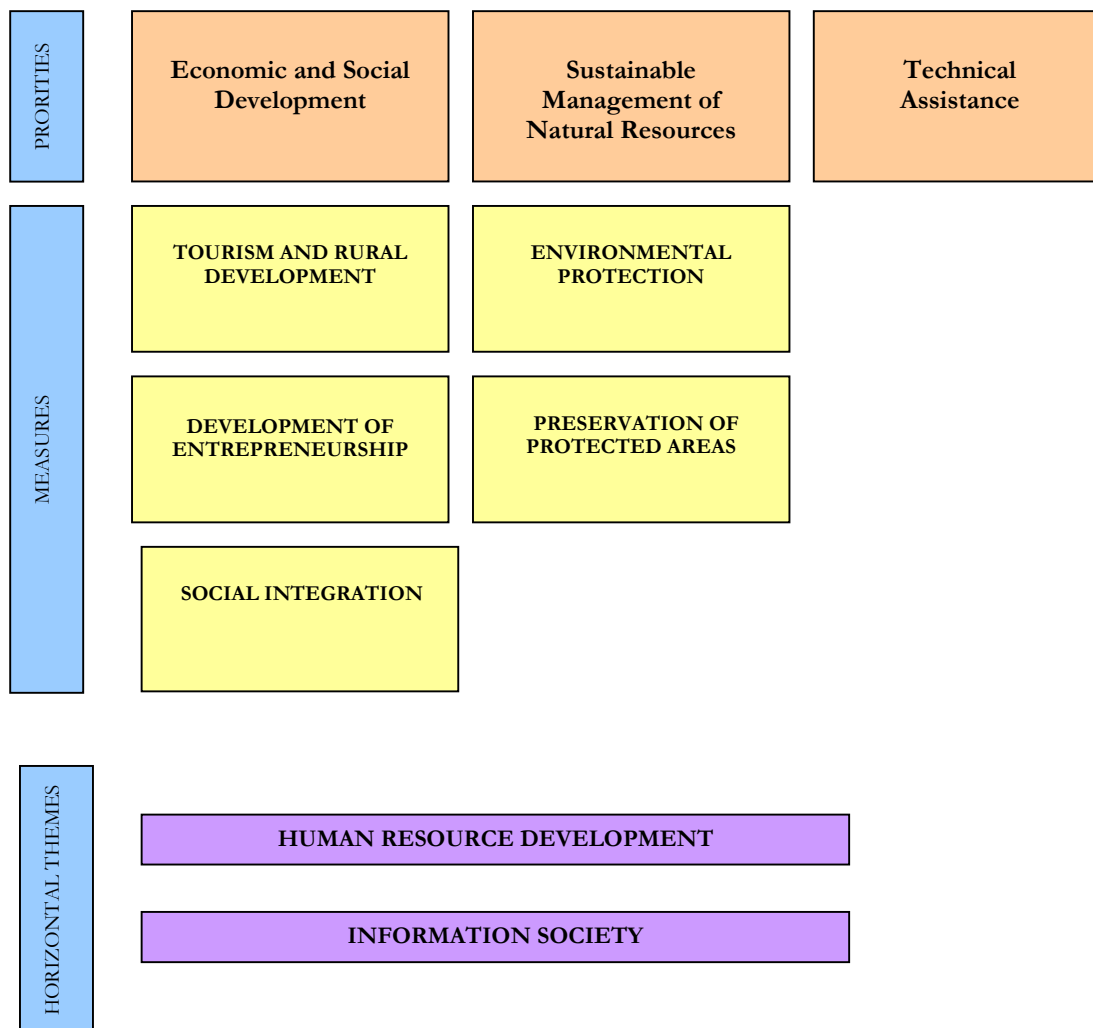 PRORITIES
Economic and Social
Development
Sustainable
Management of
Natural Resources
Technical
Assistance
MEASURES
TOURISM AND RURAL
DEVELOPMENT
ENVIRONMENTAL
PROTECTION
DEVELOPMENT OF
ENTREPRENEURSHIP
PRESERVATION OF
PROTECTED AREAS
SOCIAL INTEGRATION
HORIZONTAL THEMES
HUMAN RESOURCE DEVELOPMENT
INFORMATION SOCIETY